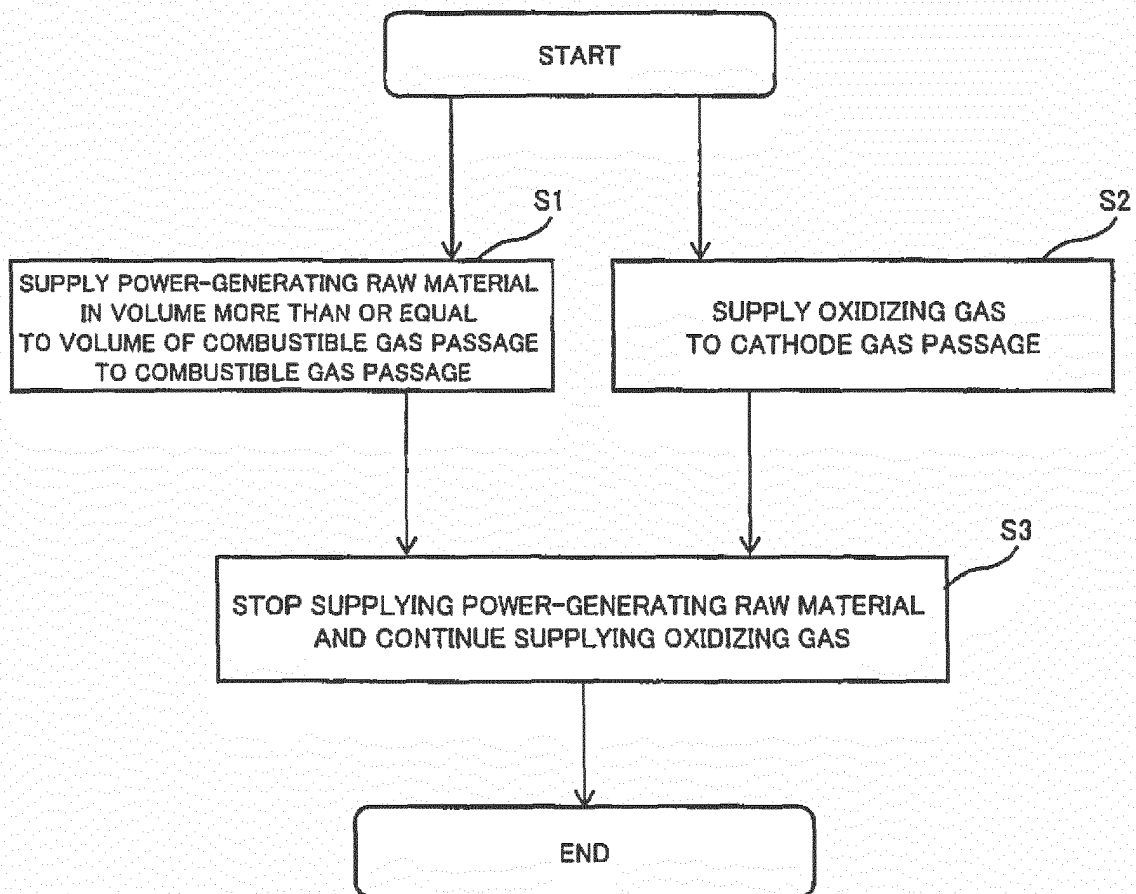 START
S1
S2
SUPPLY POWER-GENERATING RAW MATERIAL
IN VOLUME MORE THAN OR EQUAL
TO VOLUME OF COMBUSTIBLE GAS PASSAGE
TO COMBUSTIBLE GAS PASSAGE
SUPPLY OXIDIZING GAS
TO CATHODE GAS PASSAGE
S3
STOP SUPPLYING POWER-GENERATING RAW MATERIAL
AND CONTINUE SUPPLYING OXIDIZING GAS
END